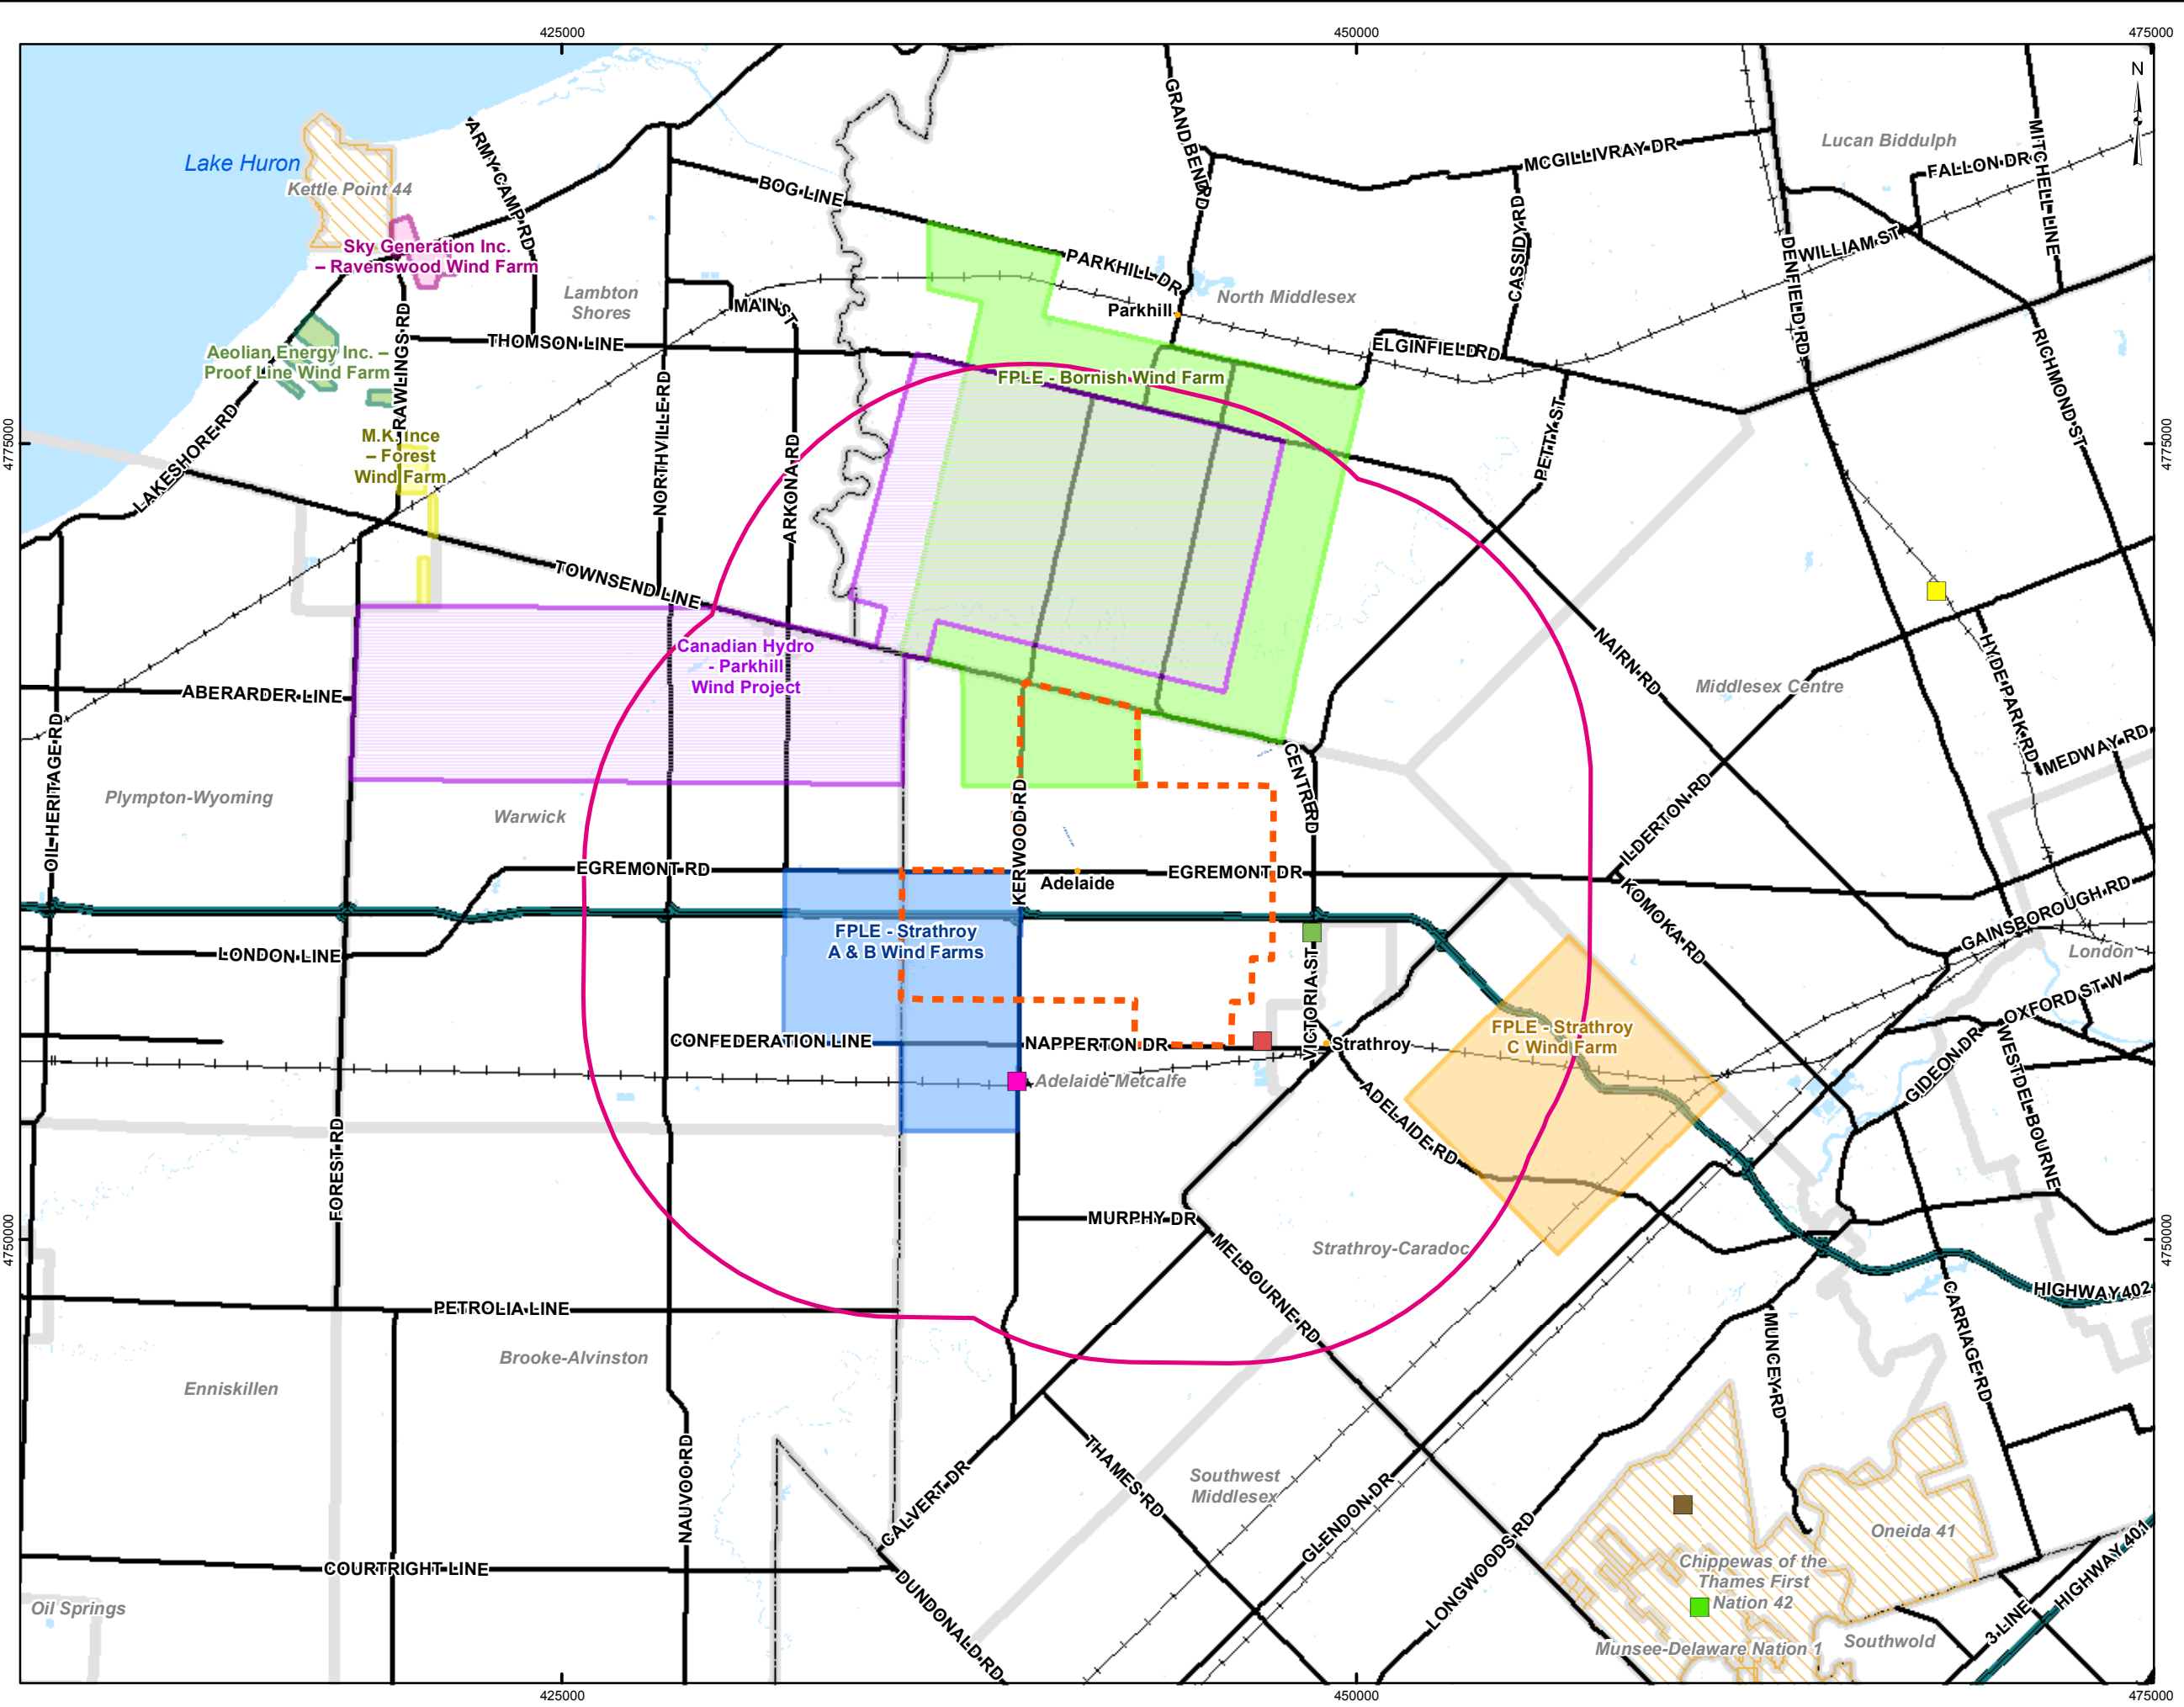 425000
450000
475000
N
GRAND BEND RD
MCGILLIVRAY DR
Lucan Biddulph
FALLON DR
MITCHELL LINE
ARMY CAMP RD
Lake Huron
Kettle Point 44
BOG LINE
CASSIDY RD
WILLIAM ST
DENFIELD RD
Sky Generation Inc.
– Ravenswood Wind Farm
PARKHILL DR
Lambton
Shores
MAIN ST
Parkhill
North Middlesex
THOMSON LINE
ELGINFIELD RD
RICHMOND ST
Aeolian Energy Inc. –
Proof Line Wind Farm
RAWLINGS RD
FPLE - Bornish Wind Farm
LAKESHORE RD
NORTHVILLE RD
ARKONA RD
PETTY ST
4775000
4775000
– Forest
Wind Farm
TOWNSEND LINE
NAIRN RD
HYDE PARK RD
Canadian Hydro
- Parkhill
Wind Project
Middlesex Centre
ABERARDER LINE
OIL HERITAGE RD
MEDWAY RD
CENTRE RD
KERWOOD RD
ILDERTON RD
Plympton-Wyoming
Warwick
EGREMONT RD
Adelaide
EGREMONT DR
KOMOKA RD
GAINSBOROUGH RD
FPLE - Strathroy
A & B Wind Farms
LONDON LINE
London
VICTORIA ST
OXFORD ST W
FPLE - Strathroy
C Wind Farm
CONFEDERATION LINE
NAPPERTON DR
Strathroy
GIDEON DR
WESTDEL BOURNE
Adelaide Metcalfe
ADELAIDE RD
FOREST RD
MURPHY DR
4750000
4750000
Strathroy-Caradoc
MELBOURNE RD
HIGHWAY 402
PETROLIA LINE
CARRIAGE RD
MUNCEY RD
Brooke-Alvinston
Enniskillen
NAUVOO RD
THAMES RD
CALVERT DR
Southwest
Middlesex
GLENDON DR
LONGWOODS RD
Oneida 41
HIGHWAY 401
Chippewas of the
Thames First
Nation 42
COURTRIGHT LINE
DUNDONALD RD
Oil Springs
3 LINE
Munsee-Delaware Nation 1
Southwold
425000
450000
475000